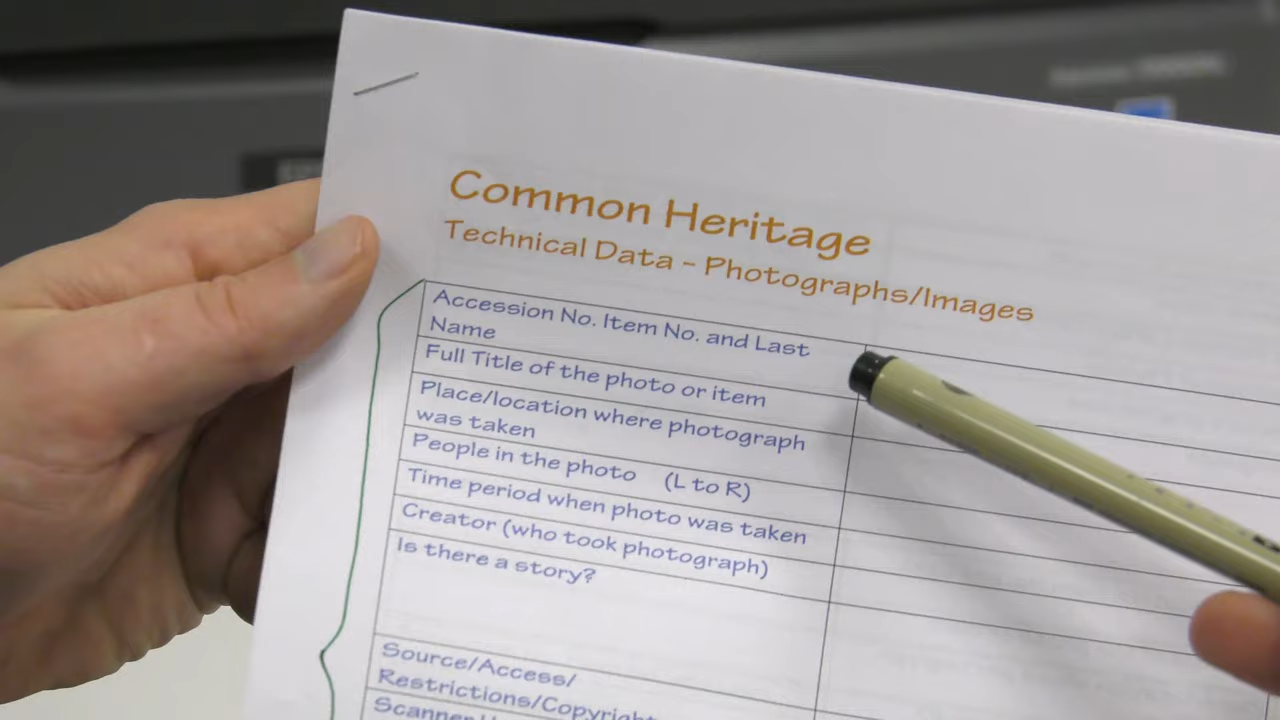 Common Heritage
Technical Data - Photographs/Images
Accession No. Item No. and Last
Name
Full Title of the photo or item
Place/location where photograph
was taken
People in the photo (L to R)
Time period when photo was taken
Creator (who took photograph)
Is there a story?
Source/Access/
Restrictions/Copyright
Scanner